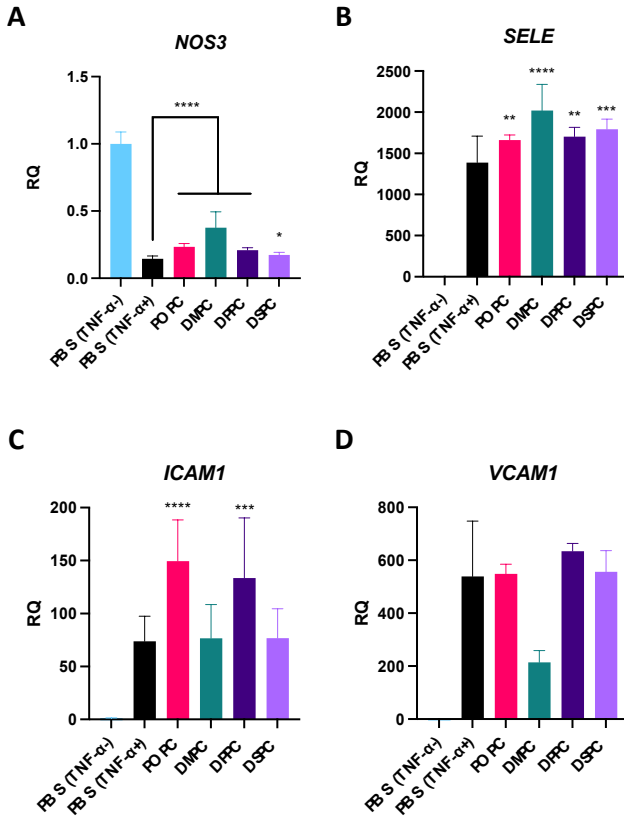 A
NOS3
RQ
1.5
1.0
0.5
0.0
****
*
PBS (TNF-α-)
PBS (TNF-α+)
POPC
DMPC
DPPC
DSPC
B
SELE
RQ
2500
2000
1500
1000
500
0
**
****
**
***
PBS (TNF-α-)
PBS (TNF-α+)
POPC
DMPC
DPPC
DSPC
C
ICAM1
RQ
200
150
100
50
0
****
***
PBS (TNF-α-)
PBS (TNF-α+)
POPC
DMPC
DPPC
DSPC
D
VCAM1
RQ
800
600
400
200
0
PBS (TNF-α-)
PBS (TNF-α+)
POPC
DMPC
DPPC
DSPC